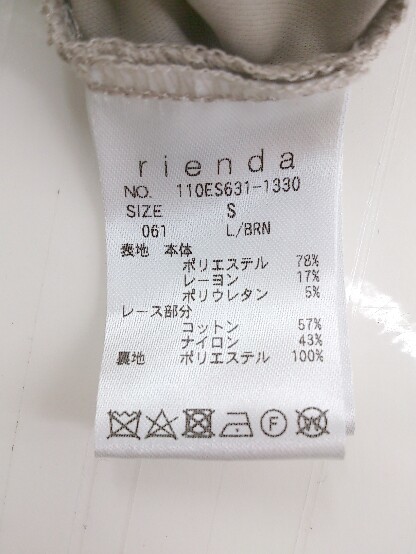 rienda
NO. 110ES631-1330
SIZE S
061 L/BRN
表地 本体
ポリエステル 78%
レーヨン 17%
ポリウレタン 5%
レース部分
コットン 57%
ナイロン 43%
裏地 ポリエステル 100%
F W